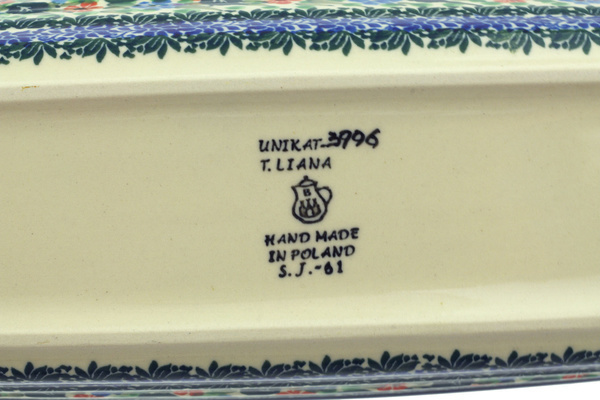 UNIKAT-3996
T. LIANA
B
HAND MADE
IN POLAND
S.J.-61